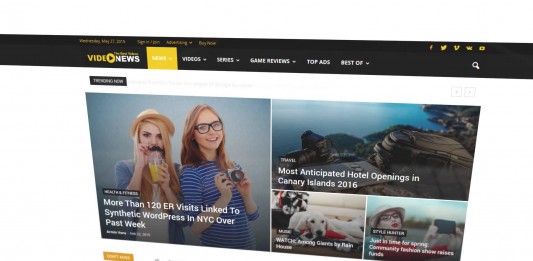 Wednesday, May 27, 2015 Sign in / Join Advertising Buy Now
The Best Videos
VIDEONEWS
NEWS VIDEOS SERIES GAME REVIEWS TOP ADS BEST OF
TRENDING NOW
HEALTH & FITNESS
More Than 120 ER Visits Linked To
Synthetic WordPress In NYC Over
Past Week
TRAVEL
Most Anticipated Hotel Openings in
Canary Islands 2016
MUSIC
WATCH: Among Giants by Rain
House
STYLE HUNTER
Just in time for spring:
Community fashion show raises
funds
DON'T MISS